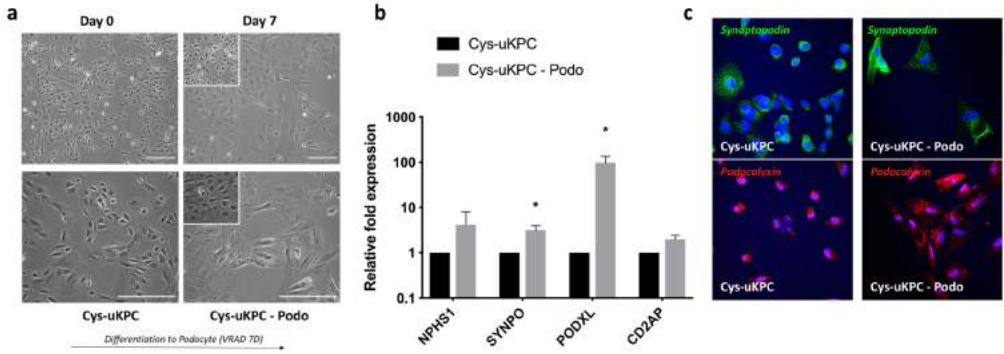 a
Day 0
Day 7
Cys-uKPC
Cys-uKPC - Podo
Differentiation to Podocyte (VRAD 7D)
b
Cys-uKPC
Cys-uKPC - Podo
Relative fold expression
1000
100
10
1
0.1
*
*
NPHS1
SYNPO
PODXL
CD2AP
c
Synaptopodin
Synaptopodin
Cys-uKPC
Cys-uKPC - Podo
Podocalyxin
Podocalyxin
Cys-uKPC
Cys-uKPC - Podo